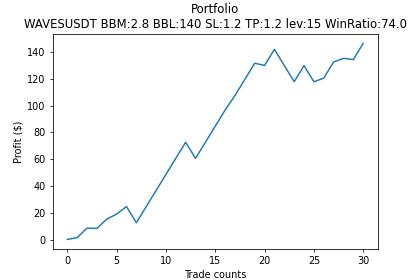 Portfolio
WAVESUSDT BBM:2.8 BBL:140 SL:1.2 TP:1.2 lev:15 WinRatio:74.0
140
120
100
80
60
40
20
0
Profit ($)
0 5 10 15 20 25 30
Trade counts